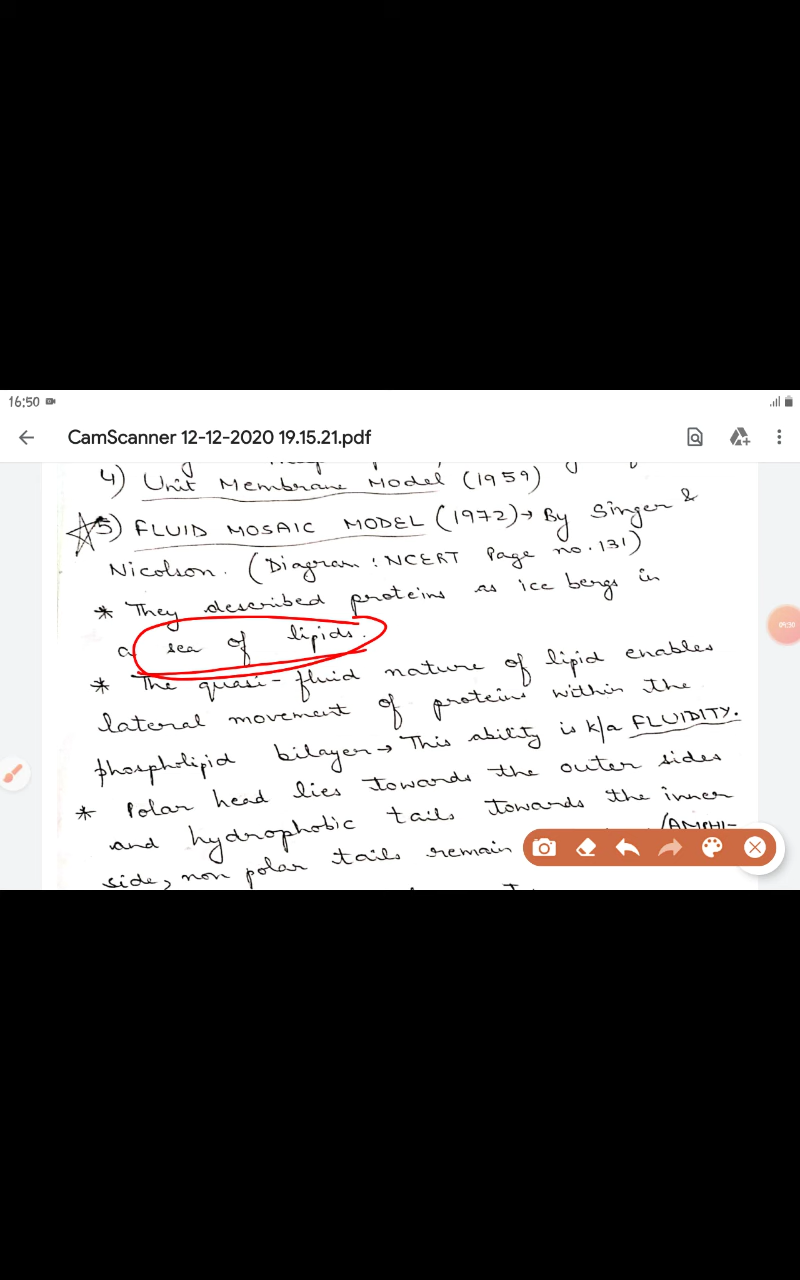 16:50
CamScanner 12-12-2020 19.15.21.pdf
4) Unit Membrane Model (1959)
5) FLUID MOSAIC MODEL (1972)→ By Singer &
Nicolson. (Diagram : NCERT Page no. 131)
* They described proteins as ice bergs in
a sea of lipids.
* The quasi-fluid nature of lipid enables
lateral movement of proteins within the
phospholipid bilayer → This ability is k/a FLUIDITY.
* Polar head lies towards the outer sides
and hydrophobic tails towards the inner
side, non polar tails remain (AMPHI-